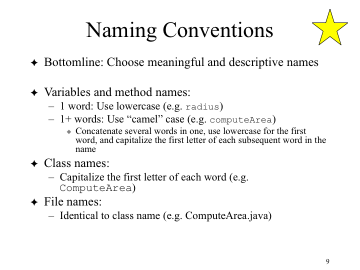 Naming Conventions
✦ Bottomline: Choose meaningful and descriptive names
✦ Variables and method names:
– 1 word: Use lowercase (e.g. radius)
– 1+ words: Use “camel” case (e.g. computeArea)
✦ Concatenate several words in one, use lowercase for the first
word, and capitalize the first letter of each subsequent word in the
name
✦ Class names:
– Capitalize the first letter of each word (e.g.
ComputeArea)
✦ File names:
– Identical to class name (e.g. ComputeArea.java)
9